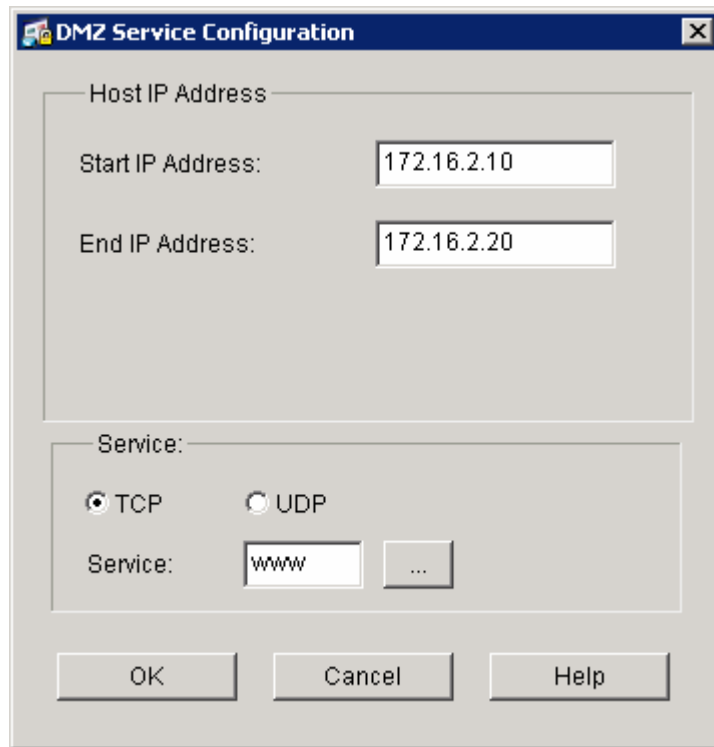 DMZ Service Configuration
Host IP Address
Start IP Address: 172.16.2.10
End IP Address: 172.16.2.20
Service:
TCP UDP
Service: www ...
OK Cancel Help